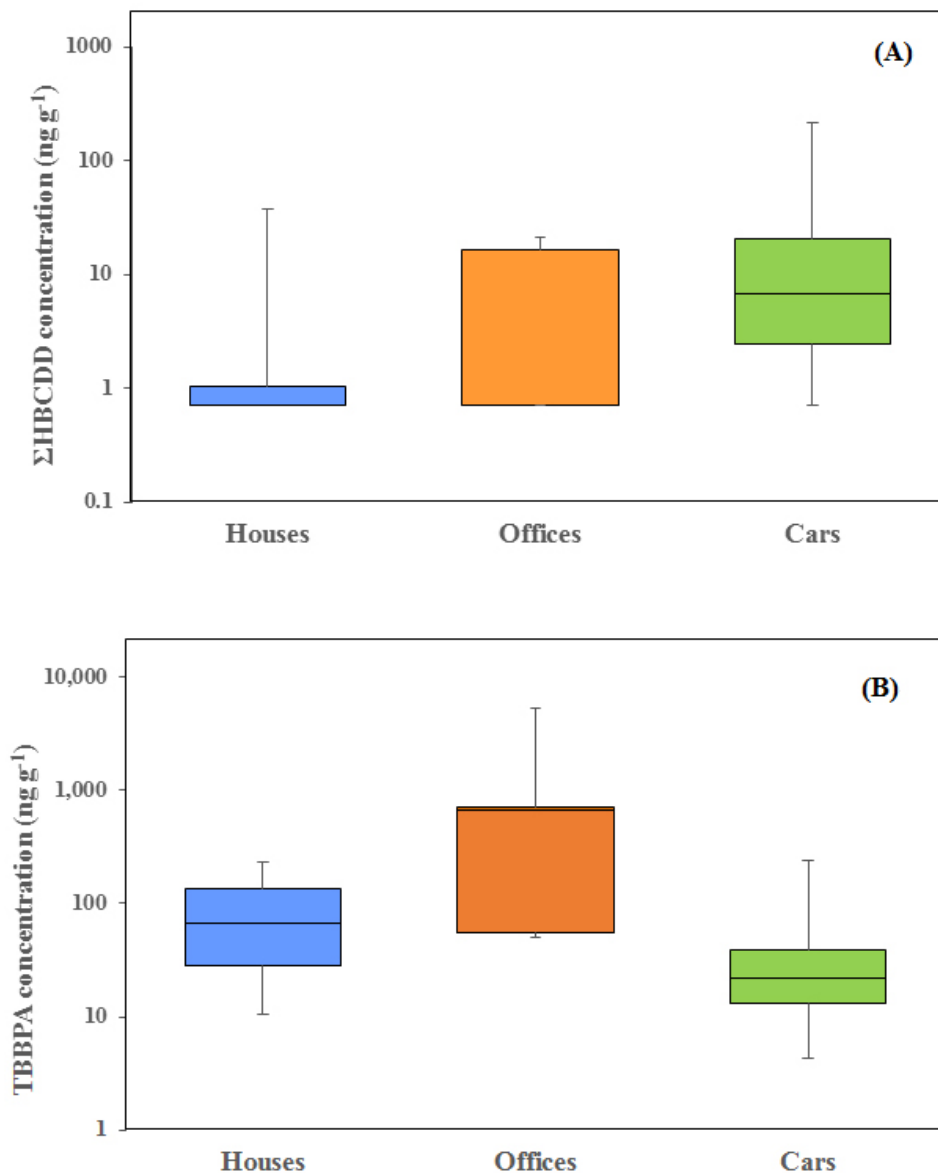 (A)
ΣHBCDD concentration (ng g⁻¹)
1000
100
10
1
0.1
Houses Offices Cars
(B)
TBBPA concentration (ng g⁻¹)
10,000
1,000
100
10
1
Houses Offices Cars